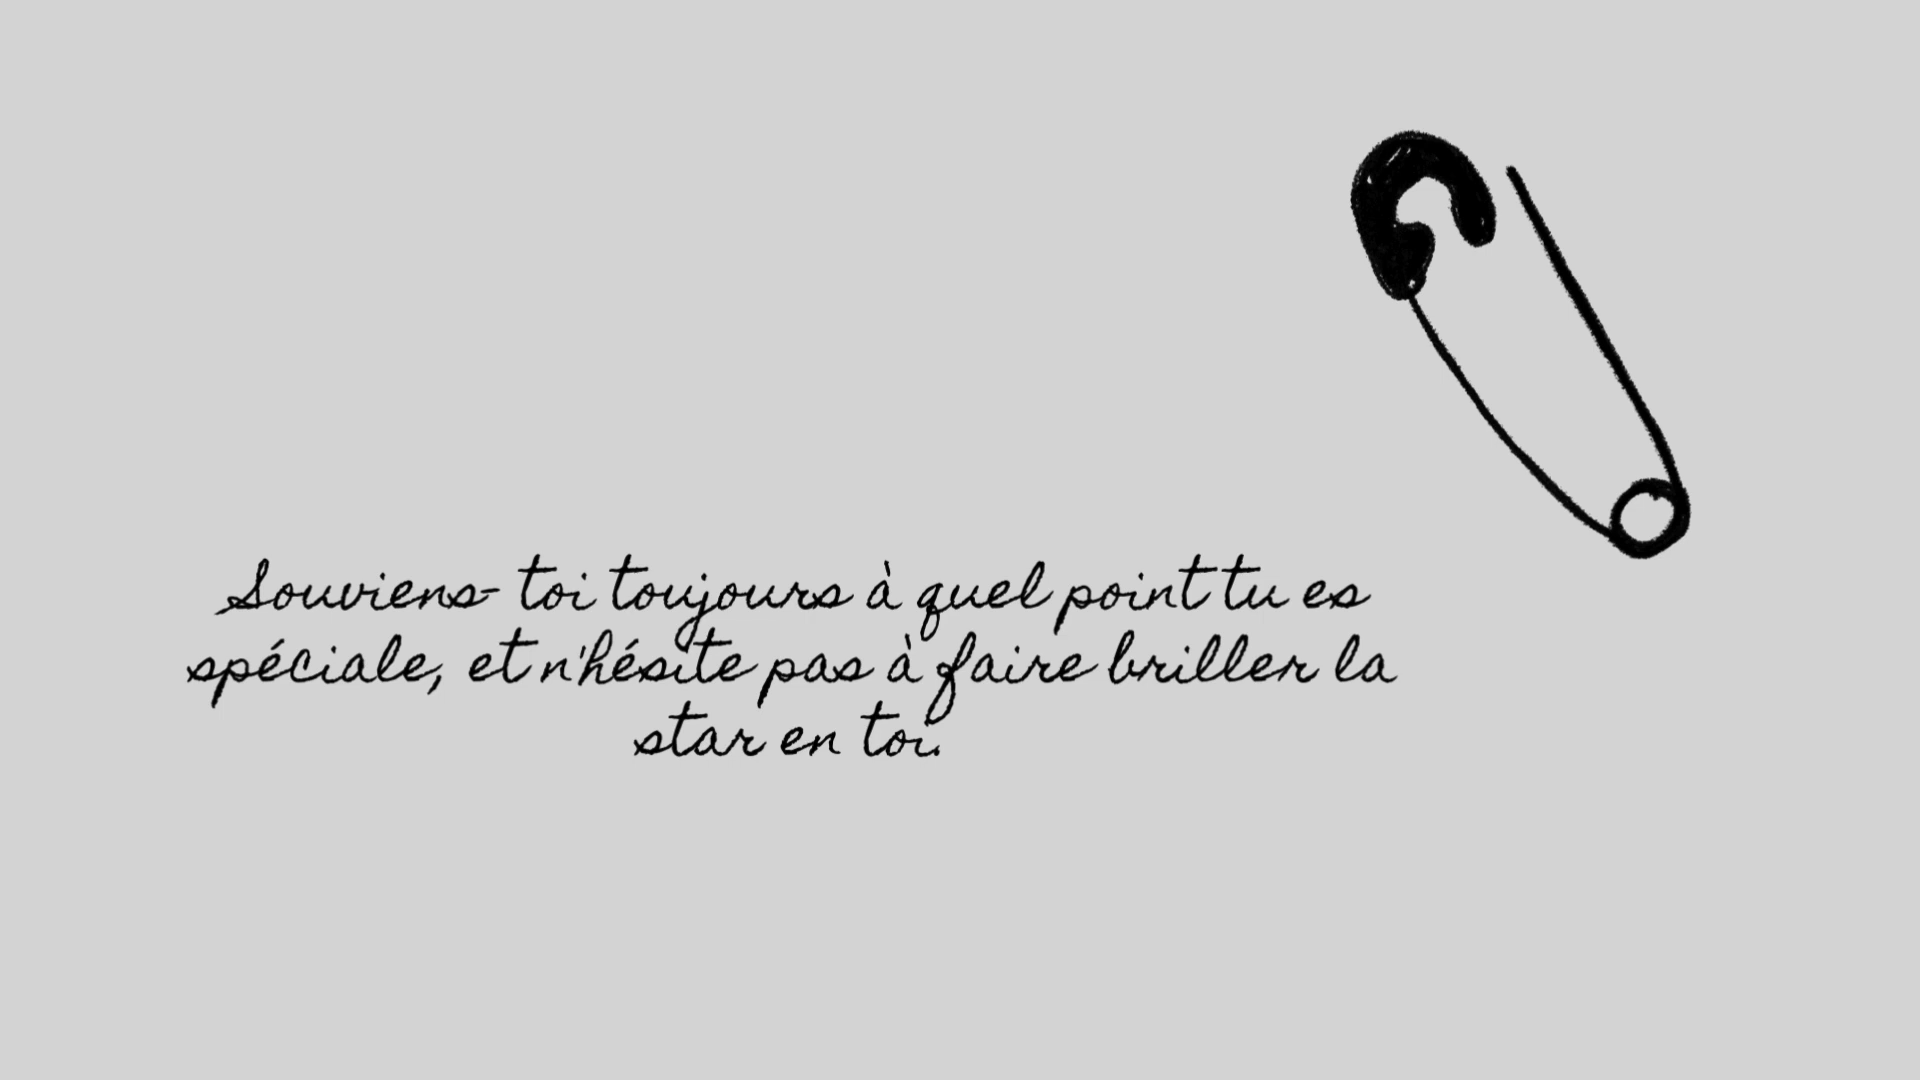 Souviens-toi toujours à quel point tu es
spéciale, et n'hésite pas à faire briller la
star en toi.